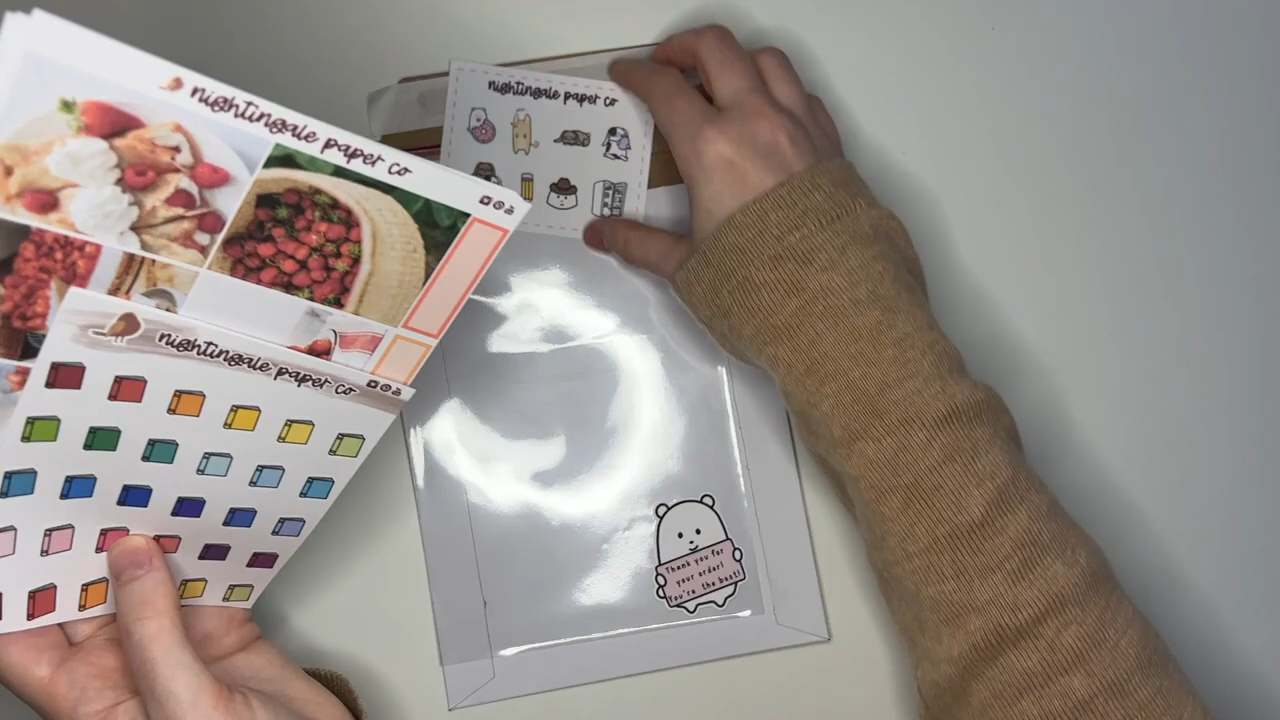 nightingale paper co
nightingale paper co
nightingale paper co
Thank you for
your order!
You're the best!